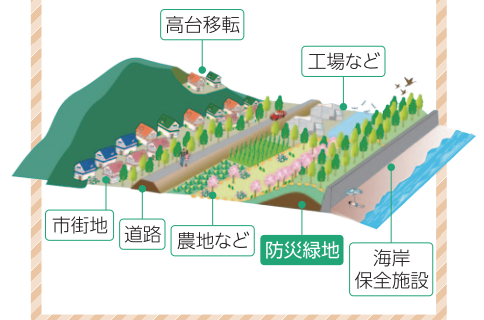 高台移転
工場など
市街地
道路
農地など
防災緑地
海岸
保全施設